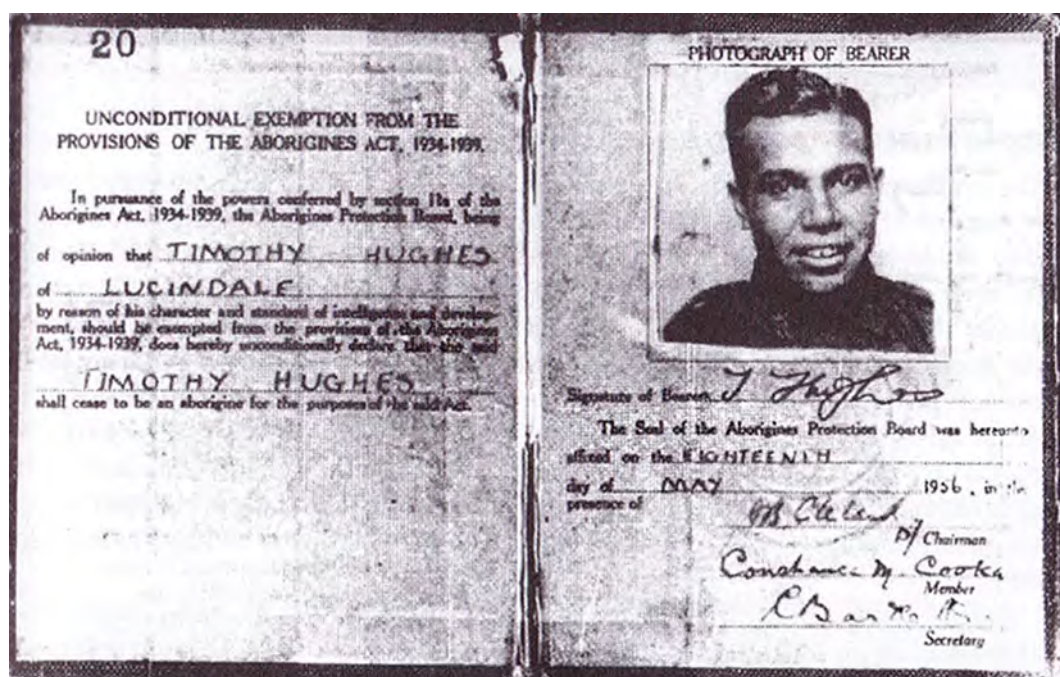 20
UNCONDITIONAL EXEMPTION FROM THE
PROVISIONS OF THE ABORIGINES ACT, 1934-1939.
In pursuance of the powers conferred by section 11a of the
Aborigines Act, 1934-1939, the Aborigines Protection Board, being
of opinion that TIMOTHY HUGHES
of LUCINDALE
by reason of his character and standard of intelligence and develop-
ment, should be exempted from the provisions of the Aborigines
Act, 1934-1939, does hereby unconditionally declare that the said
TIMOTHY HUGHES
shall cease to be an aborigine for the purposes of the said Act.
PHOTOGRAPH OF BEARER
Signature of Bearer T Hughes
The Seal of the Aborigines Protection Board was hereunto
affixed on the EIGHTEENTH
day of MAY 1956, in the
presence of
Chairman
Constance M. Cooke
Member
Secretary